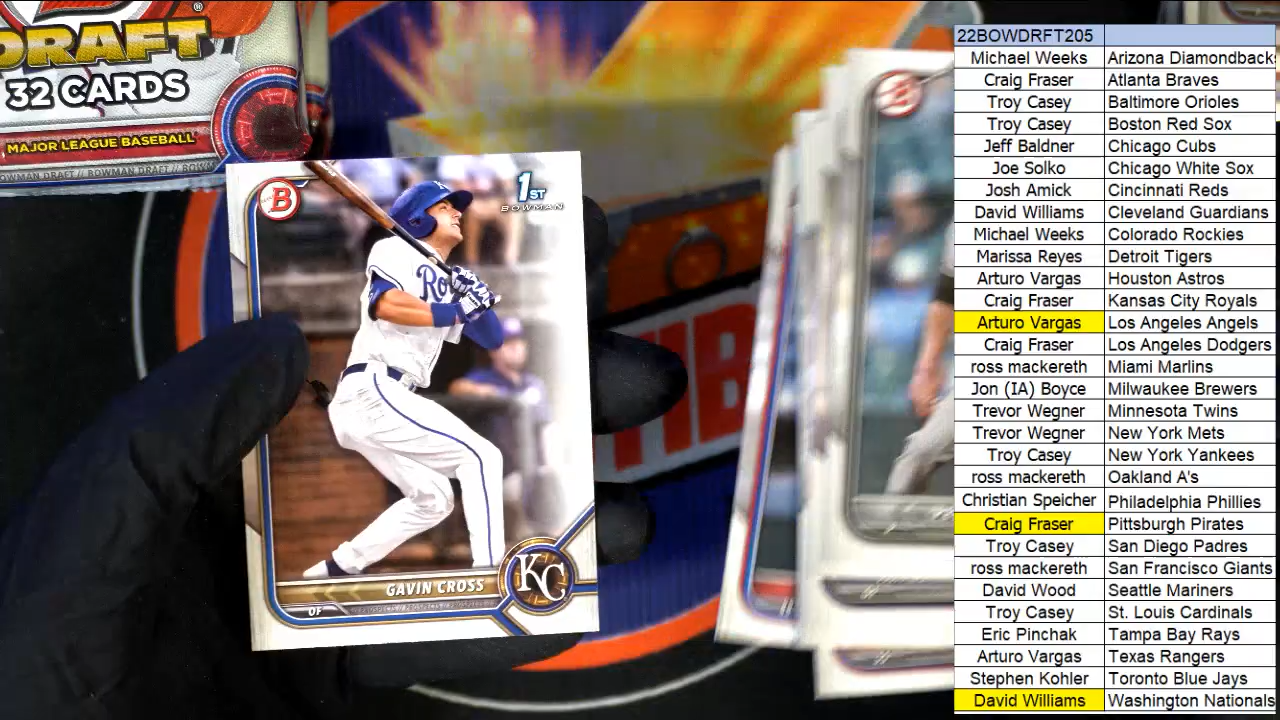 DRAFT
32 CARDS
MAJOR LEAGUE BASEBALL
BOWMAN DRAFT // BOWMAN DRAFT // BOWM
B
1ST
BOWMAN
Ro
GAVIN CROSS
OF
KC
22BOWDRFT205
Michael Weeks Arizona Diamondbacks
Craig Fraser Atlanta Braves
Troy Casey Baltimore Orioles
Troy Casey Boston Red Sox
Jeff Baldner Chicago Cubs
Joe Solko Chicago White Sox
Josh Amick Cincinnati Reds
David Williams Cleveland Guardians
Michael Weeks Colorado Rockies
Marissa Reyes Detroit Tigers
Arturo Vargas Houston Astros
Craig Fraser Kansas City Royals
Arturo Vargas Los Angeles Angels
Craig Fraser Los Angeles Dodgers
ross mackereth Miami Marlins
Jon (IA) Boyce Milwaukee Brewers
Trevor Wegner Minnesota Twins
Trevor Wegner New York Mets
Troy Casey New York Yankees
ross mackereth Oakland A's
Christian Speicher Philadelphia Phillies
Craig Fraser Pittsburgh Pirates
Troy Casey San Diego Padres
ross mackereth San Francisco Giants
David Wood Seattle Mariners
Troy Casey St. Louis Cardinals
Eric Pinchak Tampa Bay Rays
Arturo Vargas Texas Rangers
Stephen Kohler Toronto Blue Jays
David Williams Washington Nationals